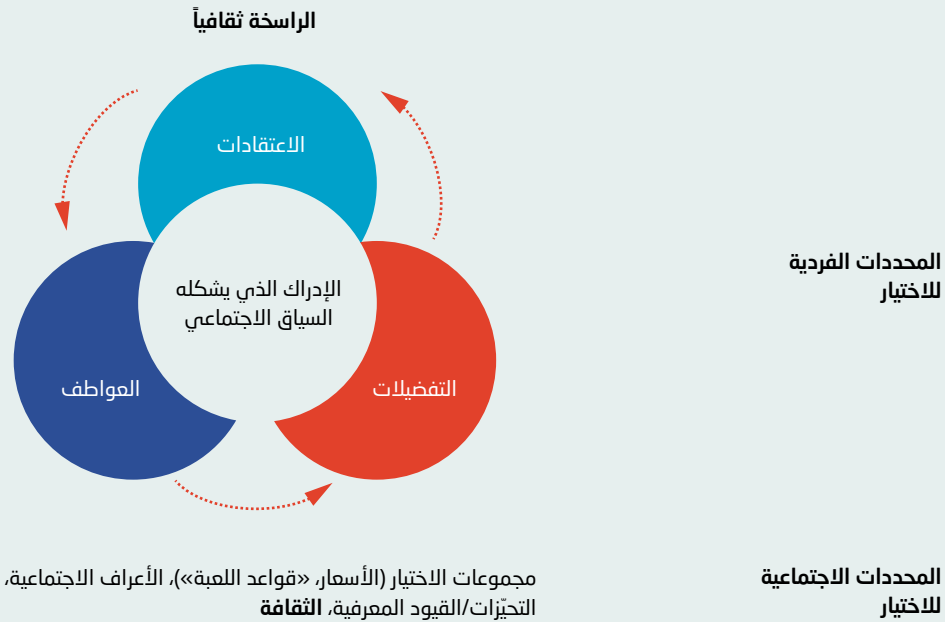 الراسخة ثقافياً
الاعتقادات
المحددات الفردية
للاختيار
الإدراك الذي يشكله
السياق الاجتماعي
التفضيلات
العواطف
المحددات الاجتماعية
للاختيار
مجموعات الاختيار (الأسعار، «قواعد اللعبة»)، الأعراف الاجتماعية،
التحيّزات/القيود المعرفية، الثقافة